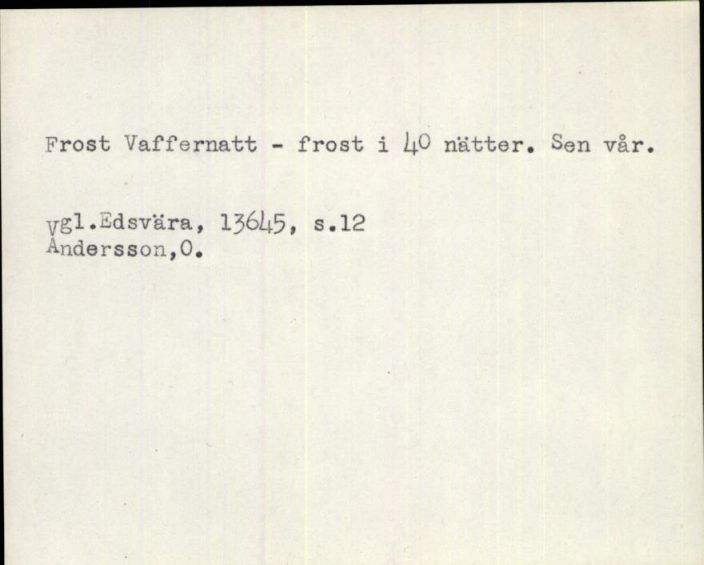 Frost Vaffernatt - frost i 40 nätter. Sen vår.
vgl.Edsvära, 13645, s.12
Andersson,O.